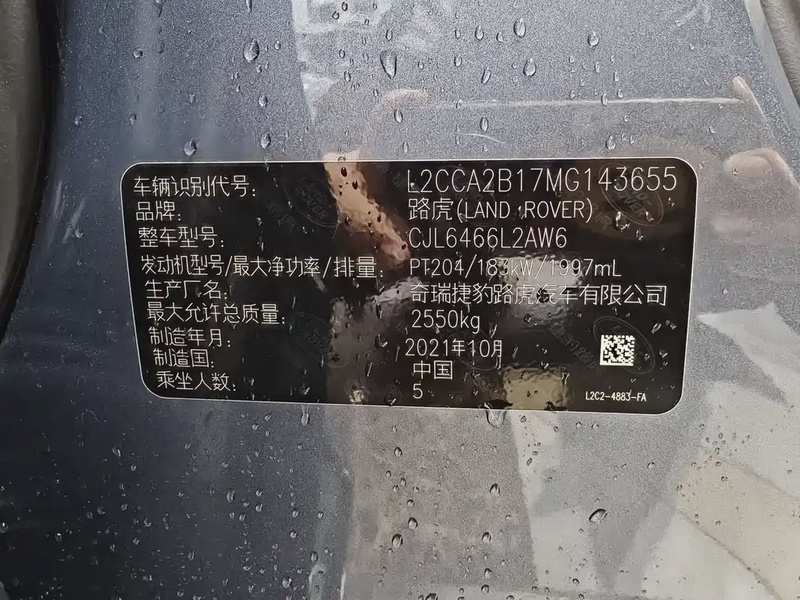 车辆识别代号: L2CCA2B17MG143655
品牌: 路虎(LAND ROVER)
整车型号: CJL6466L2AW6
发动机型号/最大净功率/排量: PT204/183kW/1997mL
生产厂名: 奇瑞捷豹路虎汽车有限公司
最大允许总质量: 2550kg
制造年月: 2021年10月
制造国: 中国
乘坐人数: 5
L2C2-4883-FA